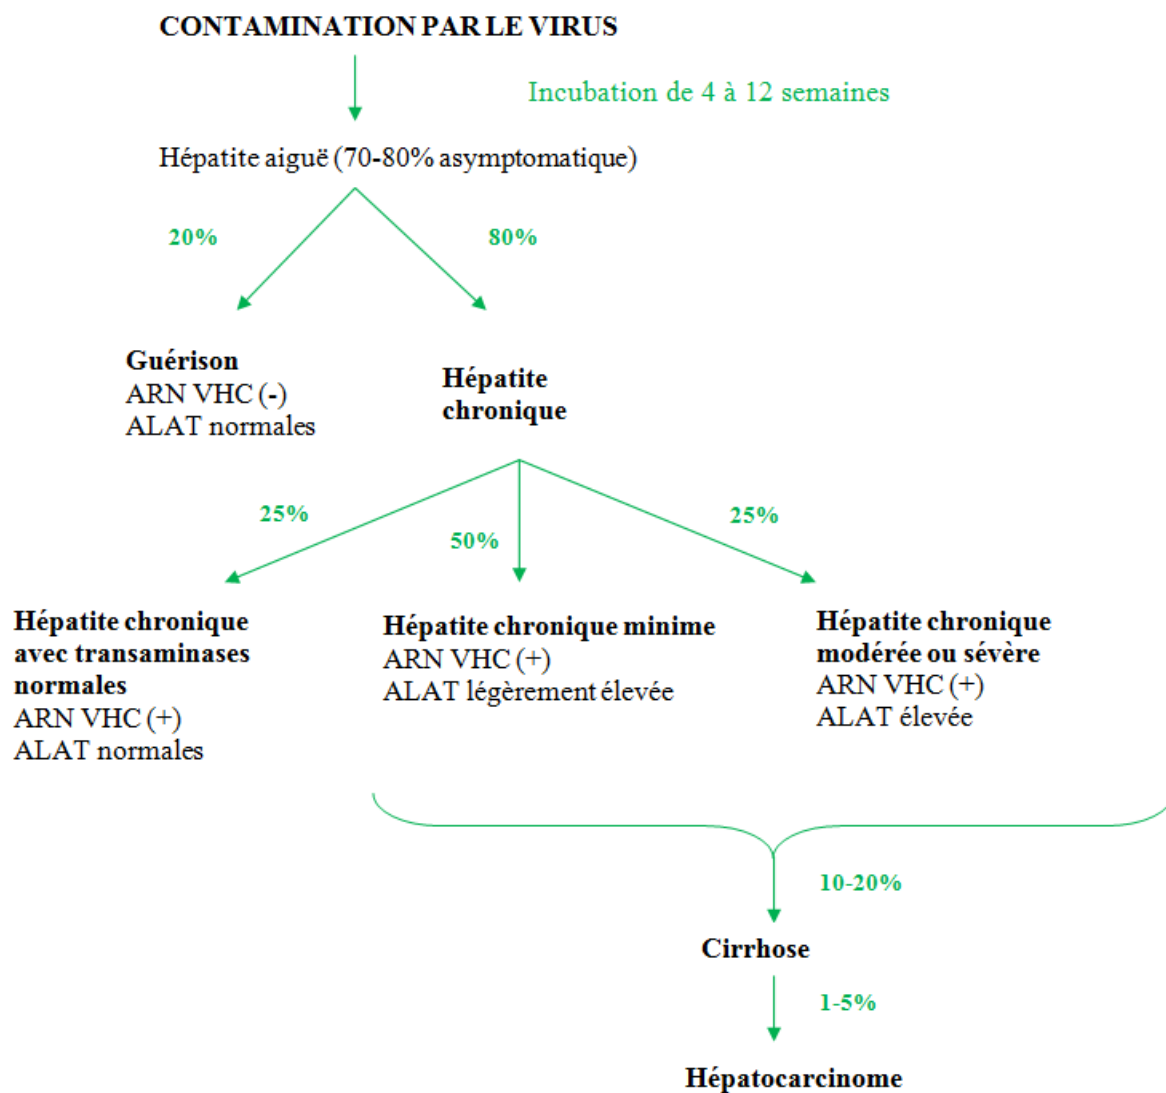 CONTAMINATION PAR LE VIRUS
Incubation de 4 à 12 semaines
Hépatite aiguë (70-80% asymptomatique)
20%
80%
Guérison
ARN VHC (-)
ALAT normales
Hépatite
chronique
25%
50%
25%
Hépatite chronique
avec transaminases
normales
ARN VHC (+)
ALAT normales
Hépatite chronique minime
ARN VHC (+)
ALAT légèrement élevée
Hépatite chronique
modérée ou sévère
ARN VHC (+)
ALAT élevée
10-20%
Cirrhose
1-5%
Hépatocarcinome